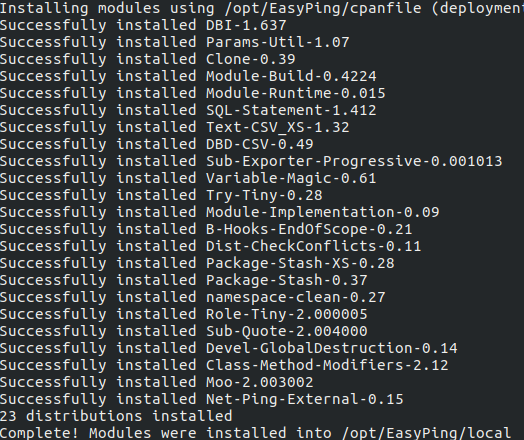 Installing modules using /opt/EasyPing/cpanfile (deployment
Successfully installed DBI-1.637
Successfully installed Params-Util-1.07
Successfully installed Clone-0.39
Successfully installed Module-Build-0.4224
Successfully installed Module-Runtime-0.015
Successfully installed SQL-Statement-1.412
Successfully installed Text-CSV_XS-1.32
Successfully installed DBD-CSV-0.49
Successfully installed Sub-Exporter-Progressive-0.001013
Successfully installed Variable-Magic-0.61
Successfully installed Try-Tiny-0.28
Successfully installed Module-Implementation-0.09
Successfully installed B-Hooks-EndOfScope-0.21
Successfully installed Dist-CheckConflicts-0.11
Successfully installed Package-Stash-XS-0.28
Successfully installed Package-Stash-0.37
Successfully installed namespace-clean-0.27
Successfully installed Role-Tiny-2.000005
Successfully installed Sub-Quote-2.004000
Successfully installed Devel-GlobalDestruction-0.14
Successfully installed Class-Method-Modifiers-2.12
Successfully installed Moo-2.003002
Successfully installed Net-Ping-External-0.15
23 distributions installed
Complete! Modules were installed into /opt/EasyPing/local